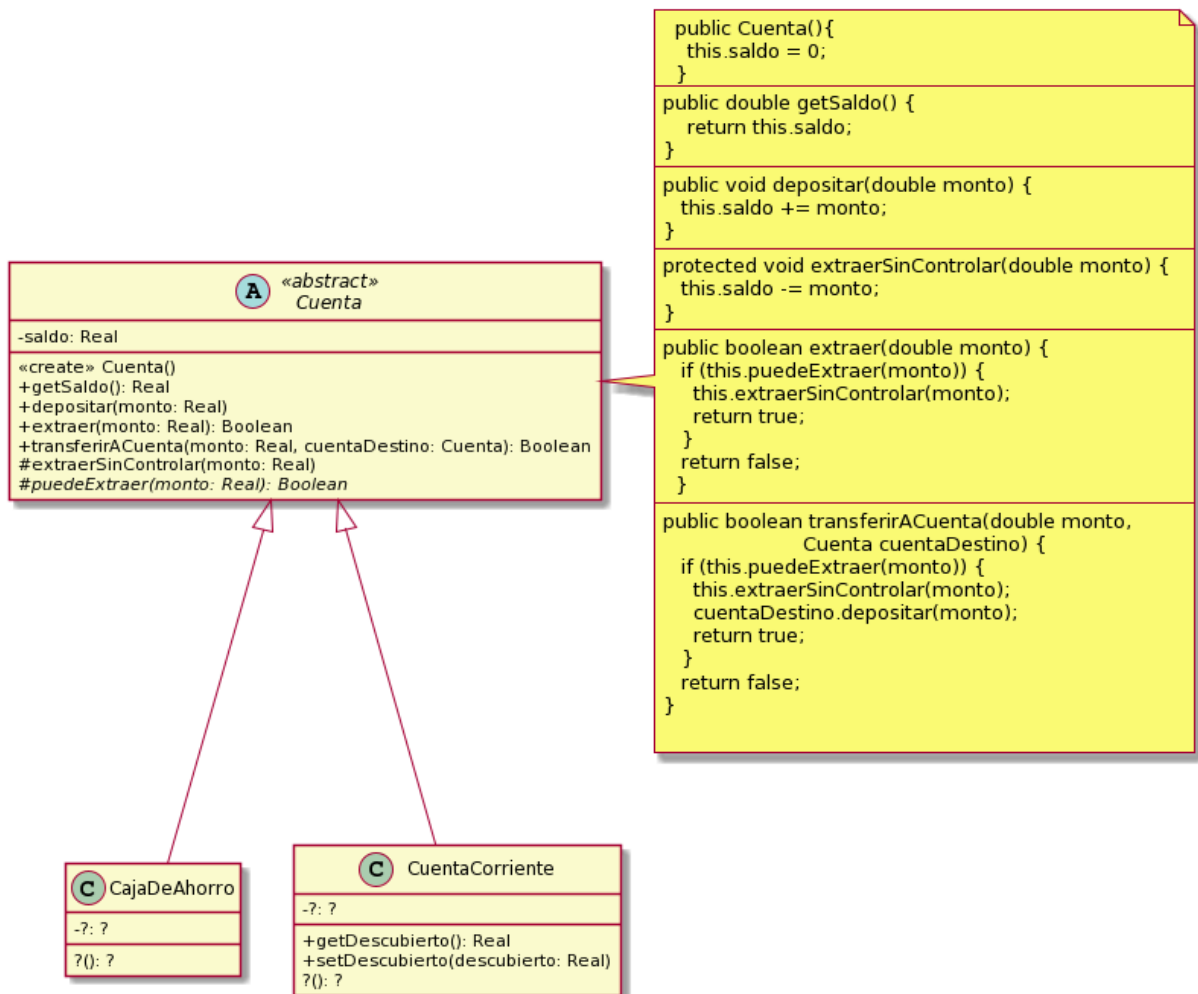 A
«abstract»
Cuenta
-saldo: Real
«create» Cuenta()
+getSaldo(): Real
+depositar(monto: Real)
+extraer(monto: Real): Boolean
+transferirACuenta(monto: Real, cuentaDestino: Cuenta): Boolean
#extraerSinControlar(monto: Real)
#puedeExtraer(monto: Real): Boolean
public Cuenta(){
this.saldo = 0;
}
public double getSaldo() {
return this.saldo;
}
public void depositar(double monto) {
this.saldo += monto;
}
protected void extraerSinControlar(double monto) {
this.saldo -= monto;
}
public boolean extraer(double monto) {
if (this.puedeExtraer(monto)) {
this.extraerSinControlar(monto);
return true;
}
return false;
}
public boolean transferirACuenta(double monto,
Cuenta cuentaDestino) {
if (this.puedeExtraer(monto)) {
this.extraerSinControlar(monto);
cuentaDestino.depositar(monto);
return true;
}
return false;
}
C CajaDeAhorro
-?: ?
?(): ?
C CuentaCorriente
-?: ?
+getDescubierto(): Real
+setDescubierto(descubierto: Real)
?(): ?